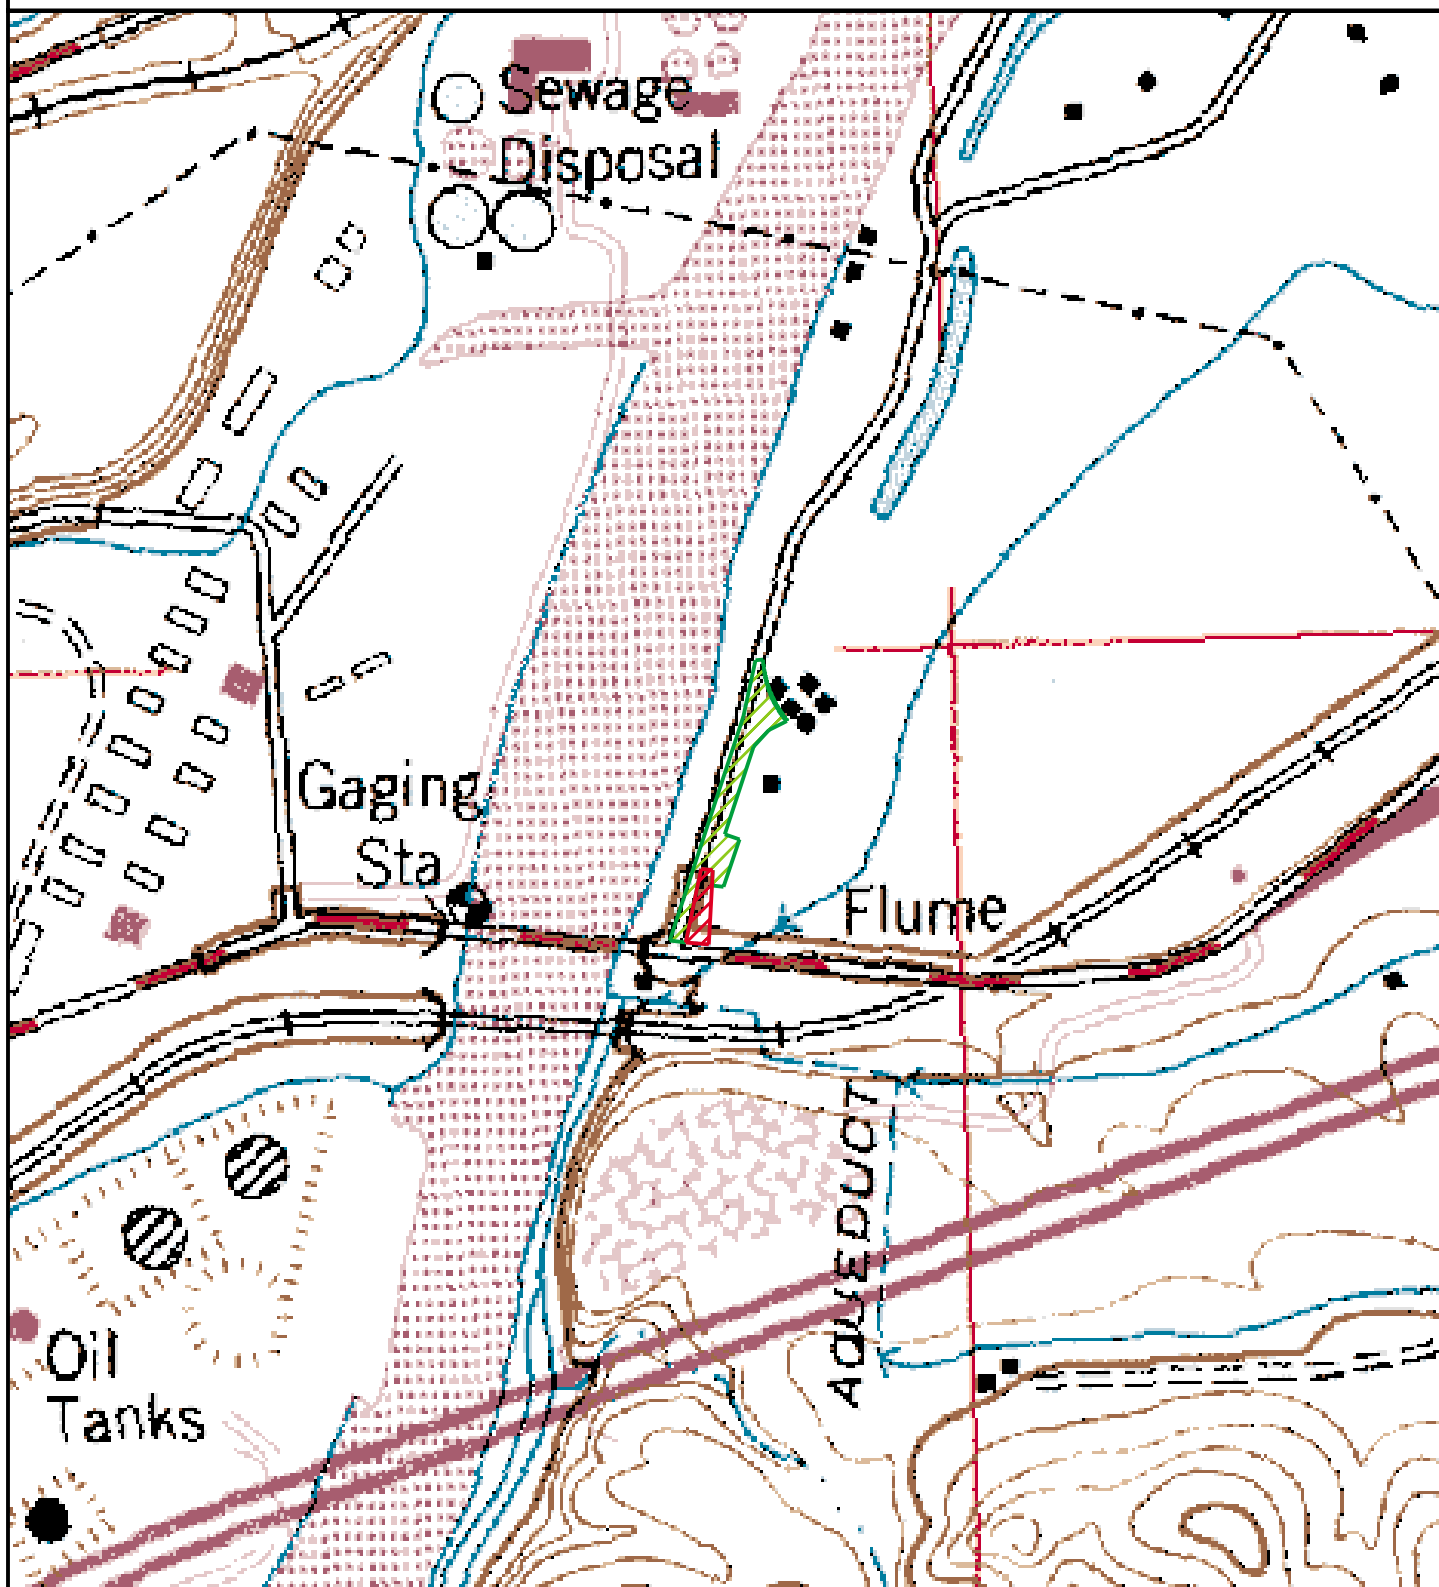 Sewage
Disposal
Gaging
Sta
Flume
AQUEDUCT
Oil
Tanks